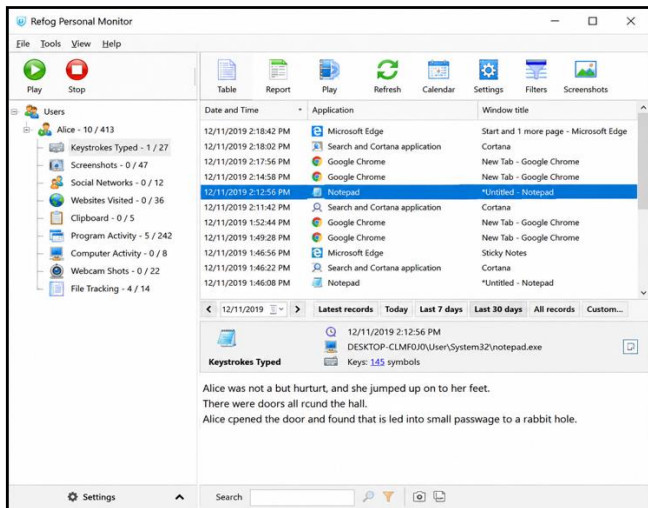 Refog Personal Monitor
File Tools View Help
Play Stop
Table Report Play Refresh Calendar Settings Filters Screenshots
Users
Alice - 10 / 413
Keystrokes Typed - 1 / 27
Screenshots - 0 / 47
Social Networks - 0 / 12
Websites Visited - 0 / 36
Clipboard - 0 / 5
Program Activity - 5 / 242
Computer Activity - 0 / 8
Webcam Shots - 0 / 22
File Tracking - 4 / 14
Settings
Date and Time Application Window title
12/11/2019 2:18:42 PM Microsoft Edge Start and 1 more page - Microsoft Edge
12/11/2019 2:18:02 PM Search and Cortana application Cortana
12/11/2019 2:17:56 PM Google Chrome New Tab - Google Chrome
12/11/2019 2:14:58 PM Google Chrome New Tab - Google Chrome
12/11/2019 2:12:56 PM Notepad *Untitled - Notepad
12/11/2019 2:11:42 PM Search and Cortana application Cortana
12/11/2019 1:52:44 PM Google Chrome New Tab - Google Chrome
12/11/2019 1:49:28 PM Google Chrome New Tab - Google Chrome
12/11/2019 1:46:56 PM Microsoft Edge Sticky Notes
12/11/2019 1:46:22 PM Search and Cortana application Cortana
12/11/2019 1:46:08 PM Notepad *Untitled - Notepad
12/11/2019 Latest records Today Last 7 days Last 30 days All records Custom...
Keystrokes Typed
12/11/2019 2:12:56 PM
DESKTOP-CLMF0J0\User\System32\notepad.exe
Keys: 145 symbols
Alice was not a but hurturt, and she jumped up on to her feet.
There were doors all rcund the hall.
Alice cpened the door and found that is led into small passwage to a rabbit hole.
Search